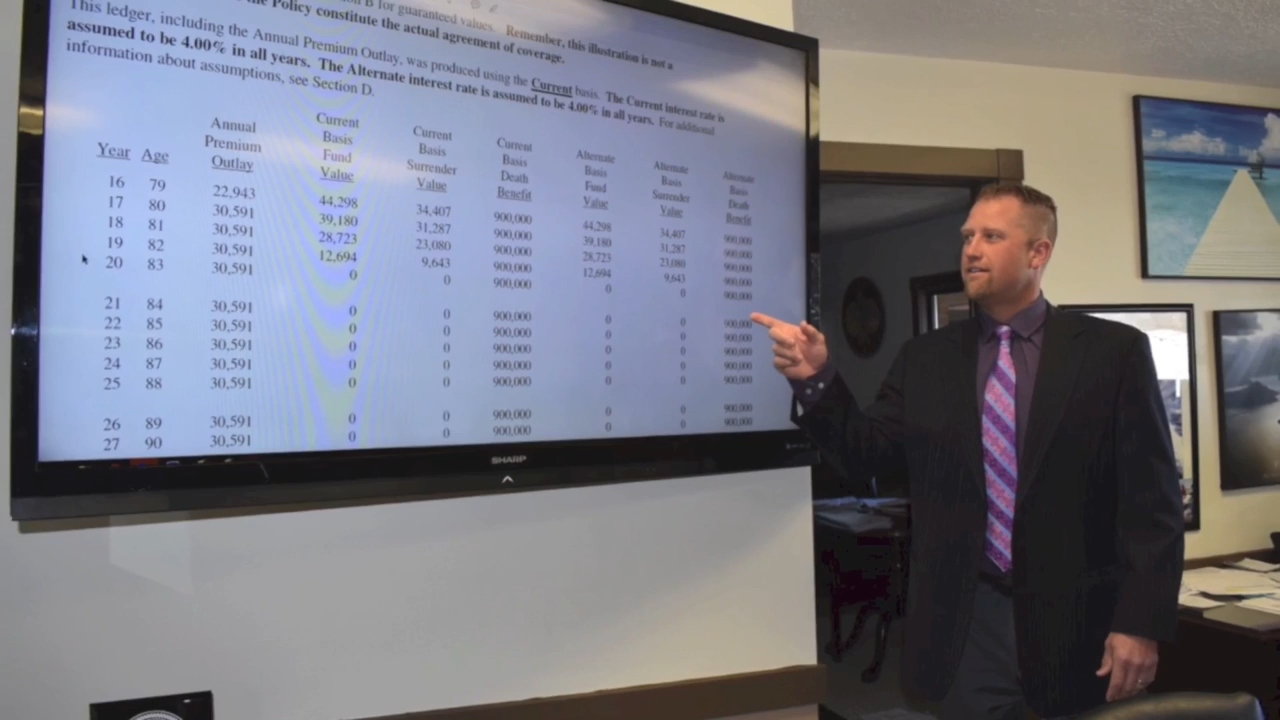 B for guaranteed values. Remember, this illustration is not a
the Policy constitute the actual agreement of coverage.
This ledger, including the Annual Premium Outlay, was produced using the Current basis. The Current interest rate is
assumed to be 4.00% in all years. The Alternate interest rate is assumed to be 4.00% in all years. For additional
information about assumptions, see Section D.
Year Age Annual Premium Outlay Current Basis Fund Value Current Basis Surrender Value Current Basis Death Benefit Alternate Basis Fund Value Alternate Basis Surrender Value Alternate Basis Death Benefit
16 79 22,943 44,298 34,407 900,000 44,298 34,407 900,000
17 80 30,591 39,180 31,287 900,000 39,180 31,287 900,000
18 81 30,591 28,723 23,080 900,000 28,723 23,080 900,000
19 82 30,591 12,694 9,643 900,000 12,694 9,643 900,000
20 83 30,591 0 0 900,000 0 0 900,000
21 84 30,591 0 0 900,000 0 0 900,000
22 85 30,591 0 0 900,000 0 0 900,000
23 86 30,591 0 0 900,000 0 0 900,000
24 87 30,591 0 0 900,000 0 0 900,000
25 88 30,591 0 0 900,000 0 0 900,000
26 89 30,591 0 0 900,000 0 0 900,000
27 90 30,591 0 0 900,000 0 0 900,000
SHARP